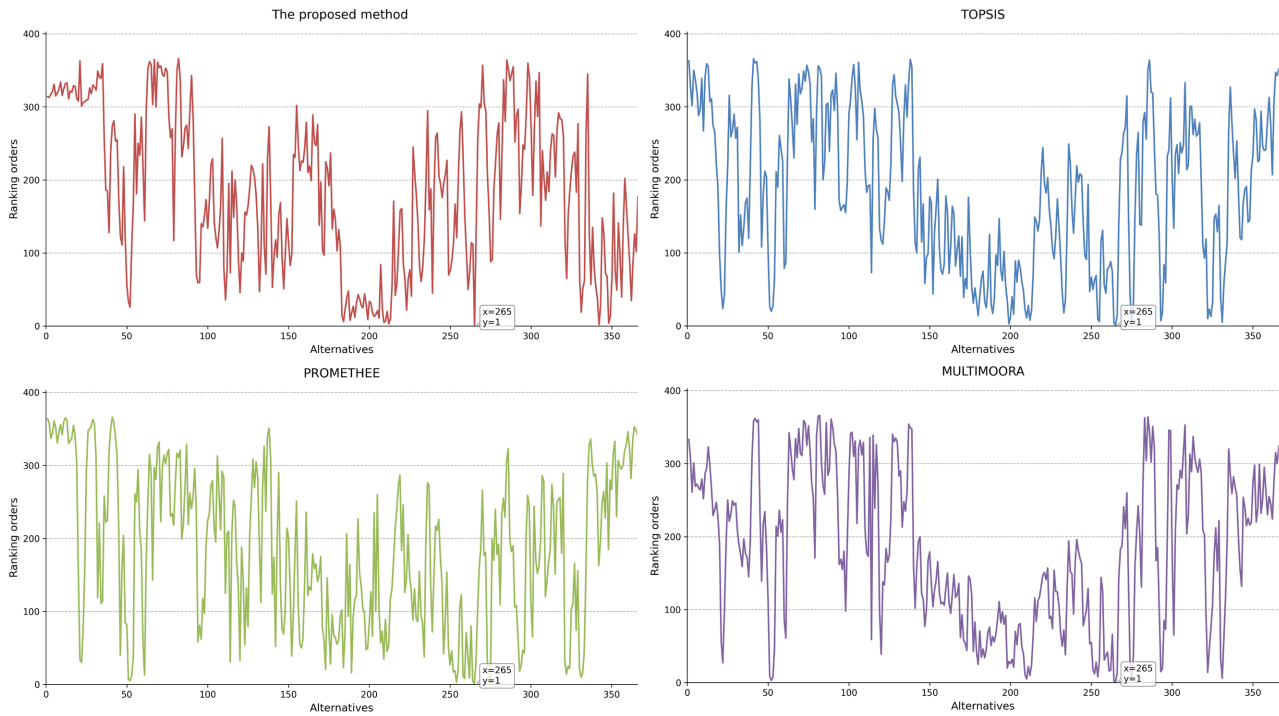 The proposed method
Ranking orders
400
300
200
100
0
x=265
y=1
0 50 100 150 200 250 300 350
Alternatives
TOPSIS
Ranking orders
400
300
200
100
0
x=265
y=1
0 50 100 150 200 250 300 350
Alternatives
PROMETHEE
Ranking orders
400
300
200
100
0
x=265
y=1
0 50 100 150 200 250 300 350
Alternatives
MULTIMOORA
Ranking orders
400
300
200
100
0
x=265
y=1
0 50 100 150 200 250 300 350
Alternatives